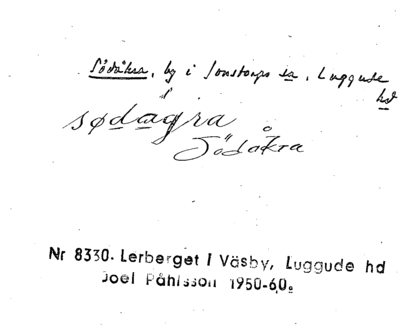 Södåkra, by i Jonstorps sn, Luggude
hd
sødagra
Södåkra
Nr 8330. Lerberget i Väsby, Luggude hd
Joel Påhlsson 1950-60.